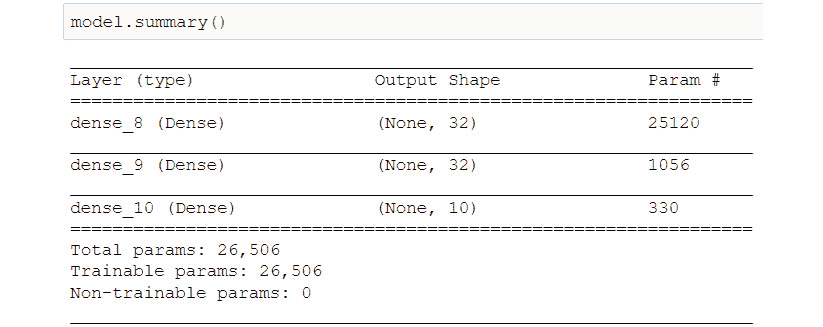 model.summary()
Layer (type) Output Shape Param #
=================================================================
dense_8 (Dense) (None, 32) 25120
dense_9 (Dense) (None, 32) 1056
dense_10 (Dense) (None, 10) 330
=================================================================
Total params: 26,506
Trainable params: 26,506
Non-trainable params: 0